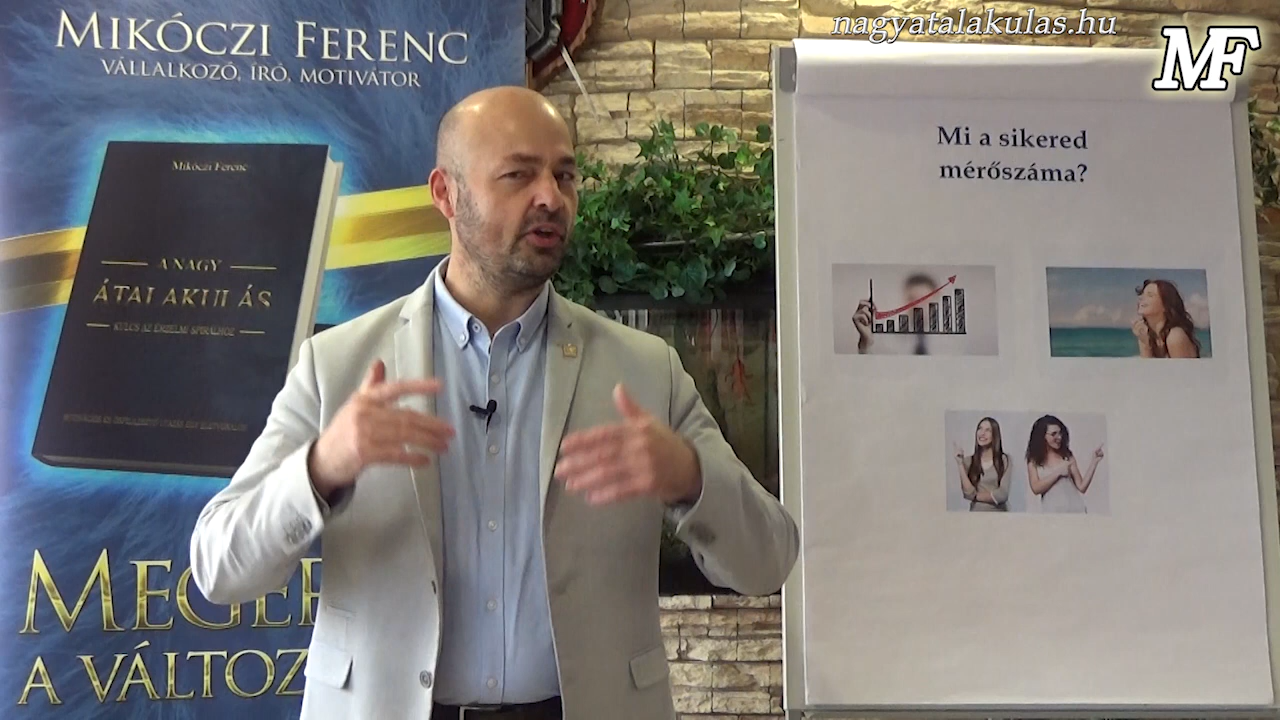 MIKÓCZI FERENC
VÁLLALKOZÓ, ÍRÓ, MOTIVÁTOR
Mikóczi Ferenc
A NAGY
ÁTALAKULÁS
KULCS AZ ÉRZELMI SPIRÁLHOZ
A VÁLTOZ
nagyatalakulas.hu
MF
Mi a sikered
mérőszáma?